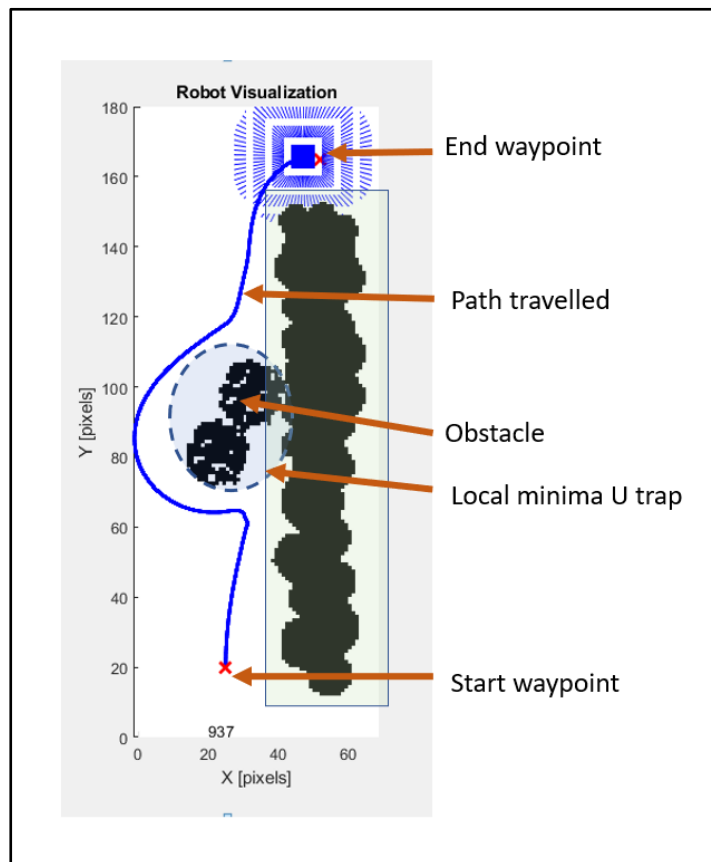 Robot Visualization
180
160
140
120
100
80
60
40
20
0
Y [pixels]
937
0 20 40 60
X [pixels]
End waypoint
Path travelled
Obstacle
Local minima U trap
Start waypoint